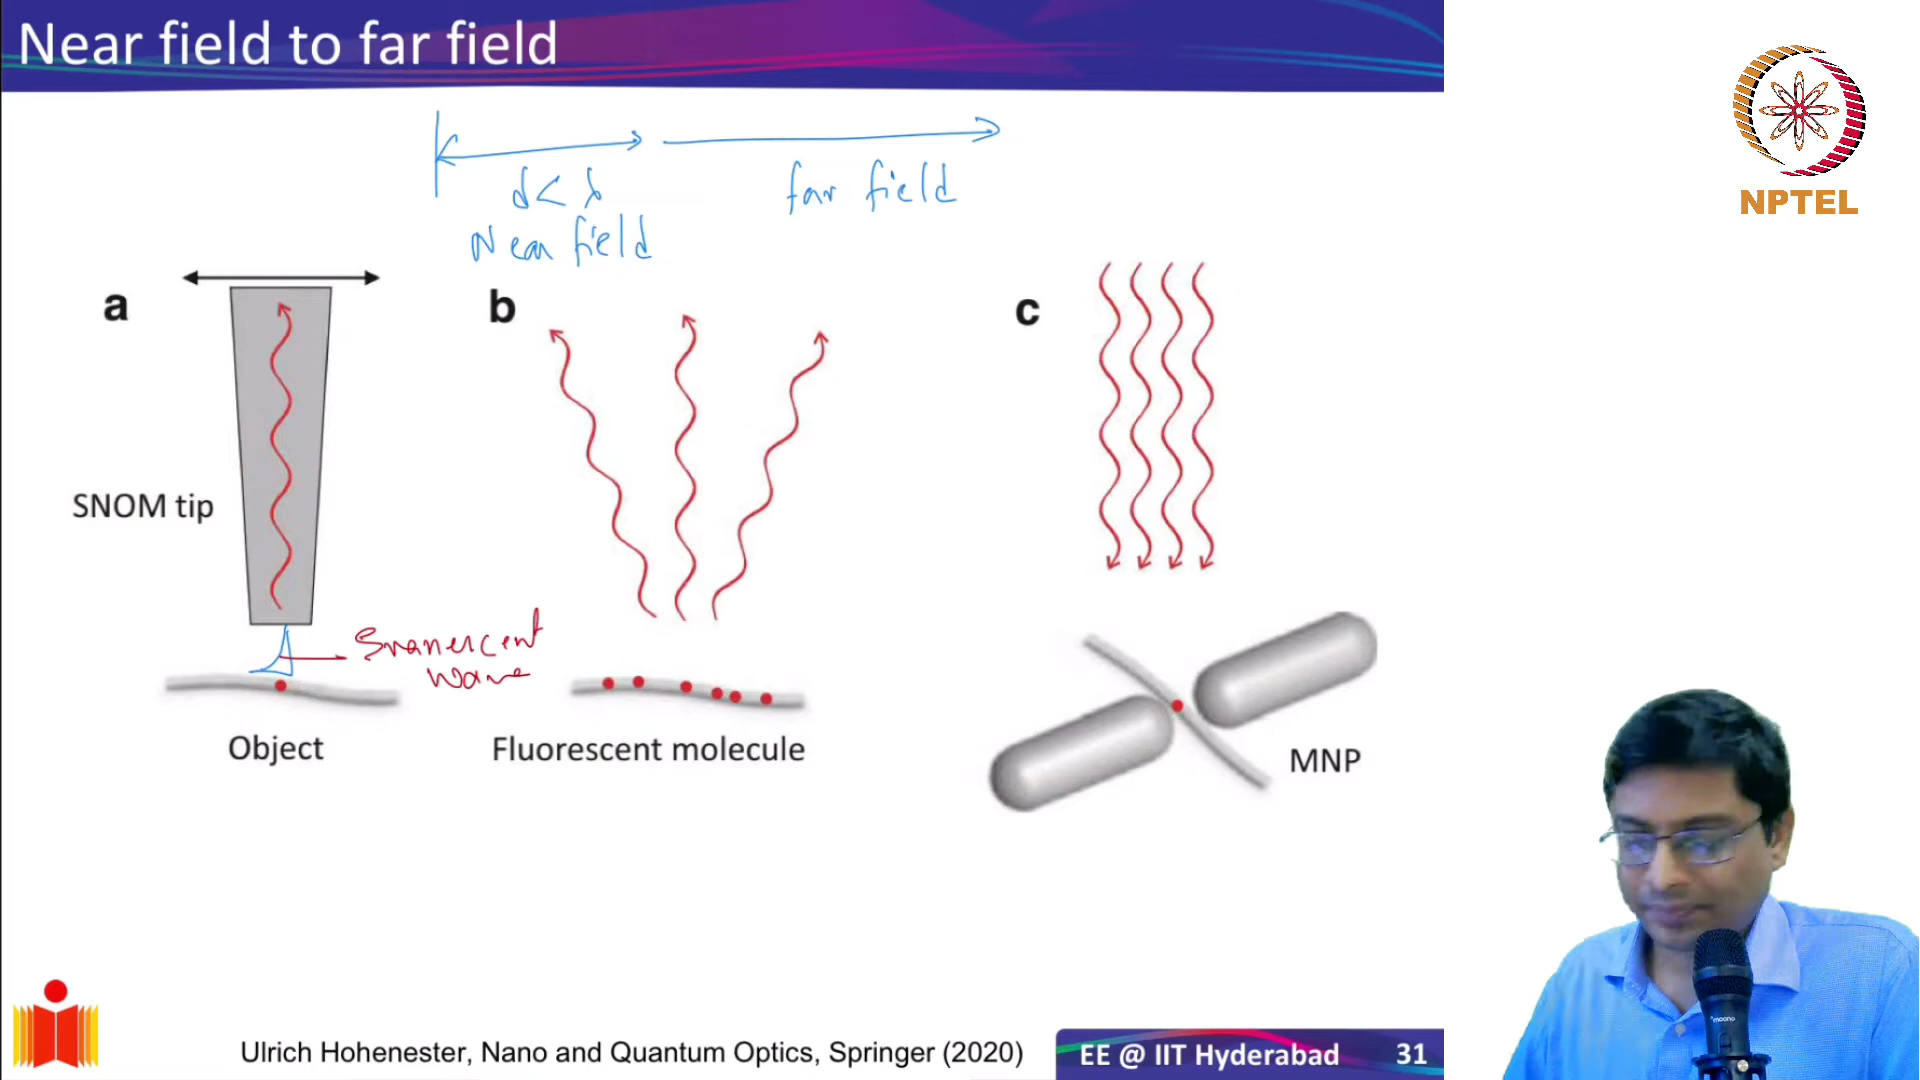 Near field to far field
NPTEL
d < λ
far field
Near field
a
b
c
SNOM tip
Evanescent
wave
Object
Fluorescent molecule
MNP
Ulrich Hohenester, Nano and Quantum Optics, Springer (2020)
EE @ IIT Hyderabad 31